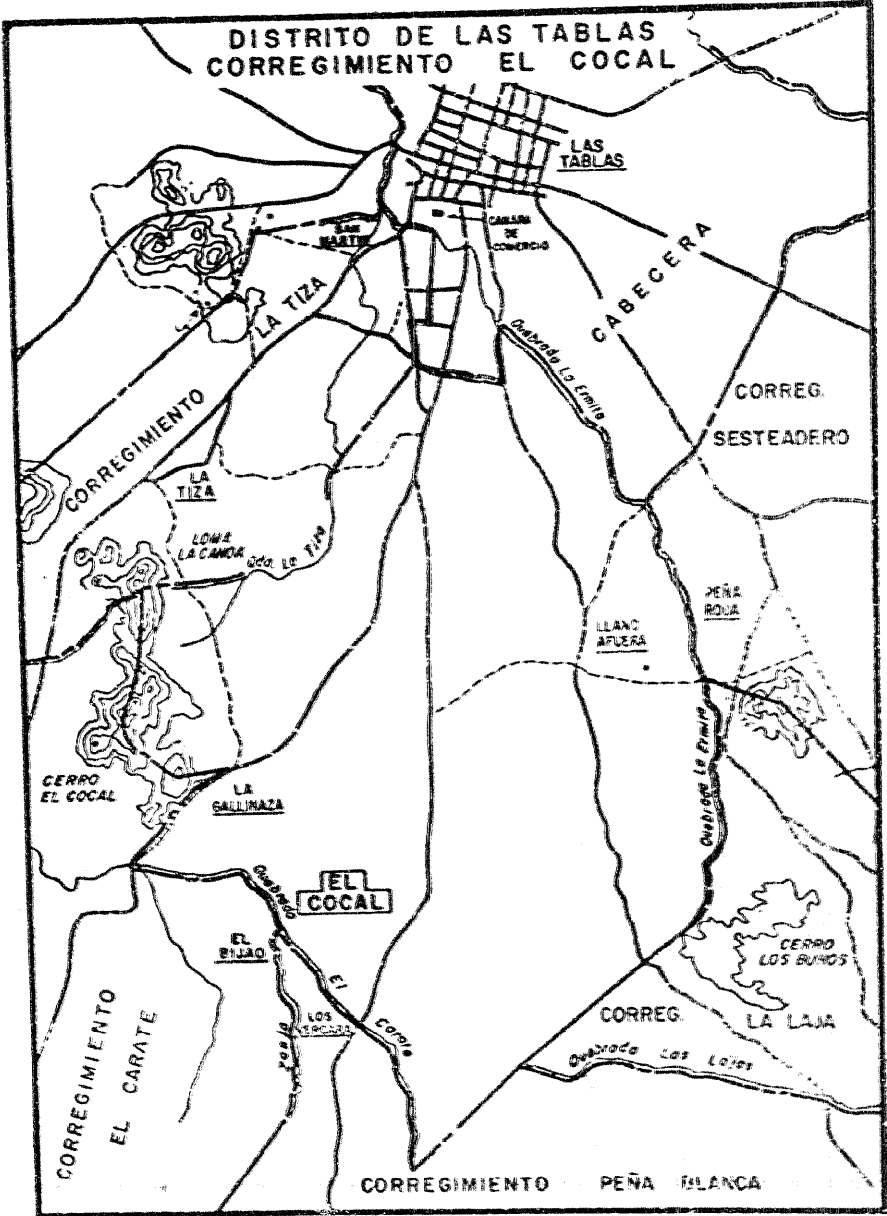 DISTRITO DE LAS TABLAS
CORREGIMIENTO EL COCAL
LAS
TABLAS
CAMARA
DE
COMERCIO
SAN
MARTIN
CABECERA
LA TIZA
CORREGIMIENTO
Quebrada La Ermita
CORREG.
SESTEADERO
LA
TIZA
LOMA
LA CANOA
Qda. La Tiza
PEÑA
LLANO
AFUERA
Quebrada La Ermita
CERRO
EL COCAL
LA
GALLINAZA
EL
COCAL
Quebrada
El
Carate
EL
BIJAO
Zanja
LOS
CERRO
LOS
CORREG.
LA LAJA
Quebrada Las Lajas
CORREGIMIENTO
EL CARATE
CORREGIMIENTO PEÑA BLANCA